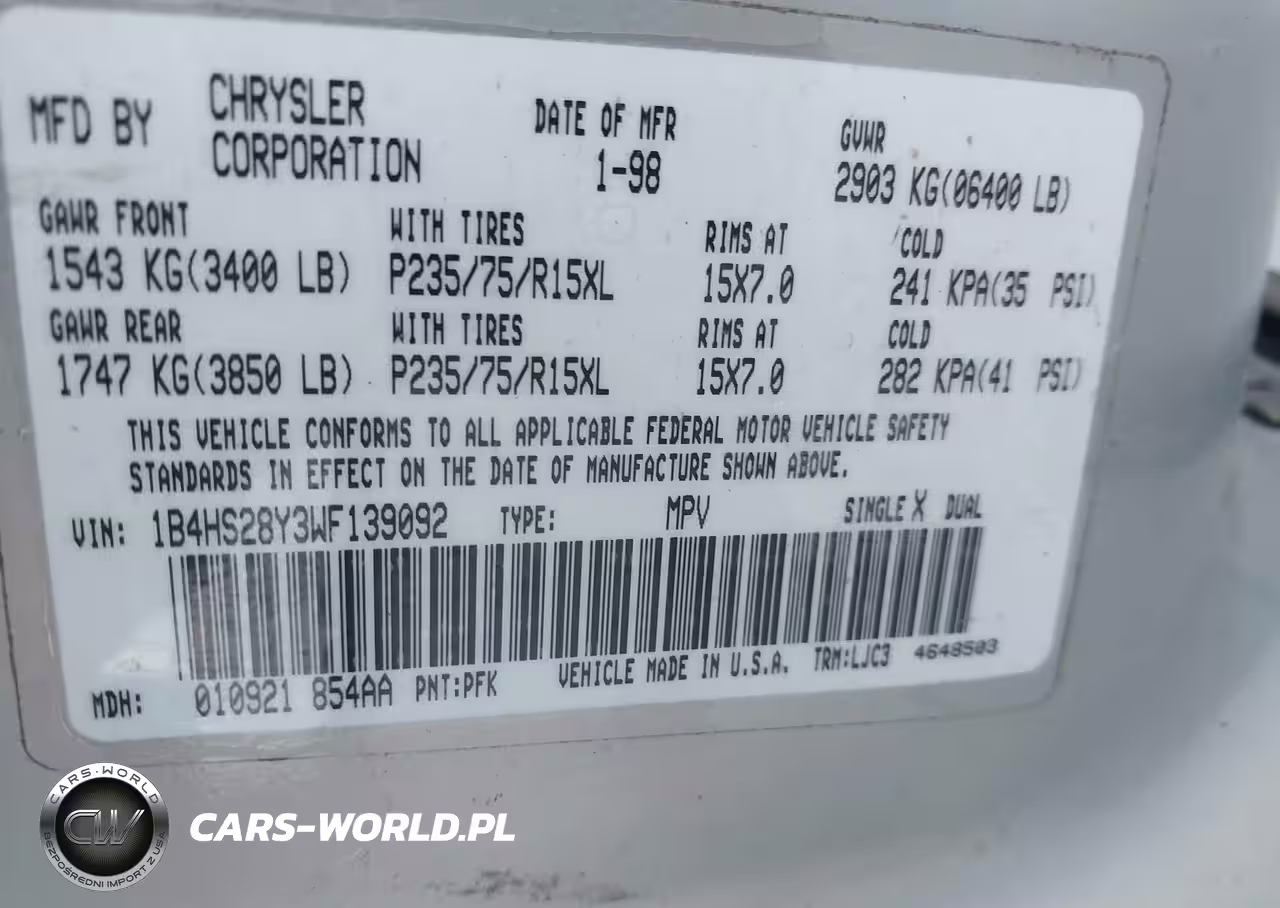 MFD BY CHRYSLER CORPORATION
DATE OF MFR 1-98
GVWR 2903 KG(06400 LB)
GAWR FRONT WITH TIRES RIMS AT COLD
1543 KG(3400 LB) P235/75/R15XL 15X7.0 241 KPA(35 PSI)
GAWR REAR WITH TIRES RIMS AT COLD
1747 KG(3850 LB) P235/75/R15XL 15X7.0 282 KPA(41 PSI)
THIS VEHICLE CONFORMS TO ALL APPLICABLE FEDERAL MOTOR VEHICLE SAFETY
STANDARDS IN EFFECT ON THE DATE OF MANUFACTURE SHOWN ABOVE.
VIN: 1B4HS28Y3WF139092 TYPE: MPV SINGLE X DUAL
MDH: 010921 854AA PNT:PFK VEHICLE MADE IN U.S.A. TRM:LJC3 4648503
CARS-WORLD
CW
BEZPOŚREDNI IMPORT Z USA
CARS-WORLD.PL